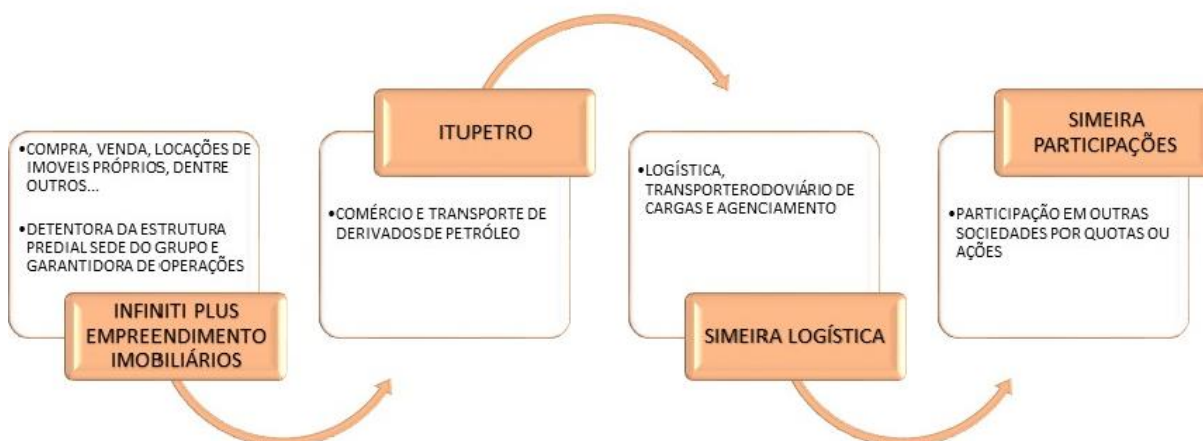 •COMPRA, VENDA, LOCAÇÕES DE
IMOVEIS PRÓPRIOS, DENTRE
OUTROS...
•DETENTORA DA ESTRUTURA
PREDIAL SEDE DO GRUPO E
GARANTIDORA DE OPERAÇÕES
INFINITI PLUS
EMPREENDIMENTO
IMOBILIÁRIOS
ITUPETRO
•COMÉRCIO E TRANSPORTE DE
DERIVADOS DE PETRÓLEO
•LOGÍSTICA,
TRANSPORTERODOVIÁRIO DE
CARGAS E AGENCIAMENTO
SIMEIRA LOGÍSTICA
SIMEIRA
PARTICIPAÇÕES
•PARTICIPAÇÃO EM OUTRAS
SOCIEDADES POR QUOTAS OU
AÇÕES